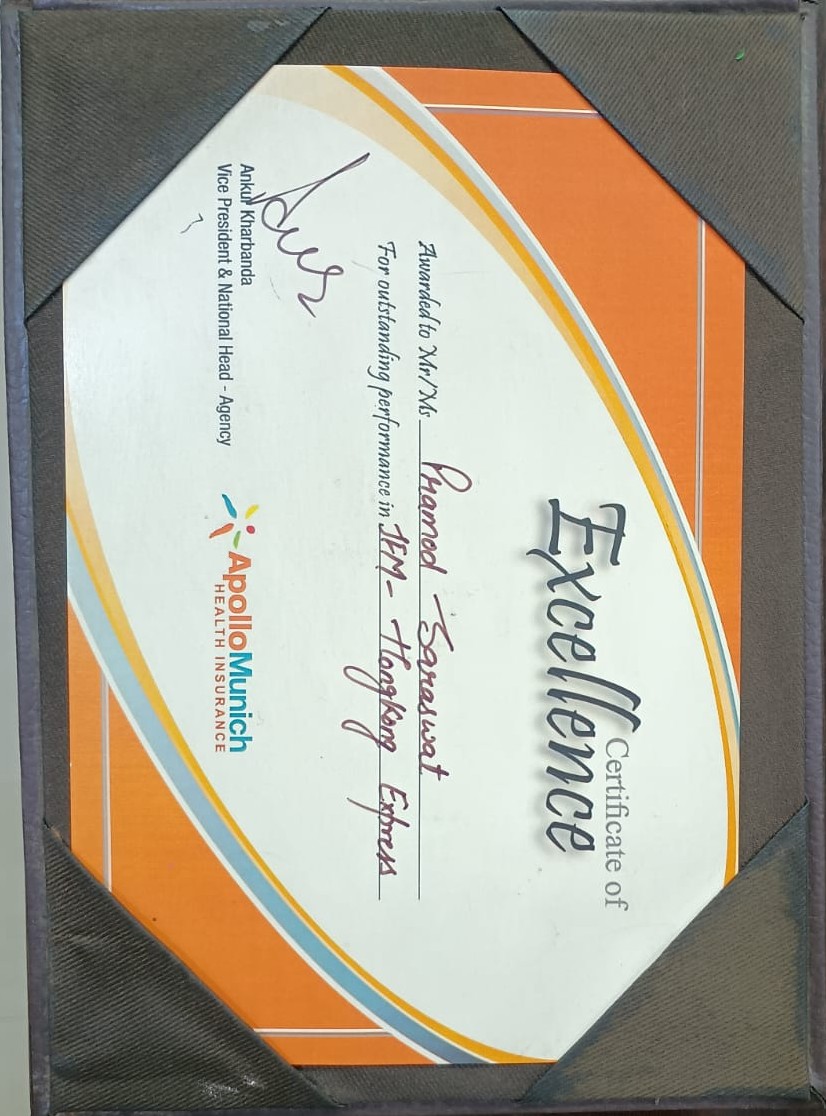 Certificate of
Excellence
Awarded to Mr/Ms Pramod Saraswat
For outstanding performance in JFM - Hongkong Express
Ankur Kharbanda
Vice President & National Head - Agency
ApolloMunich
HEALTH INSURANCE